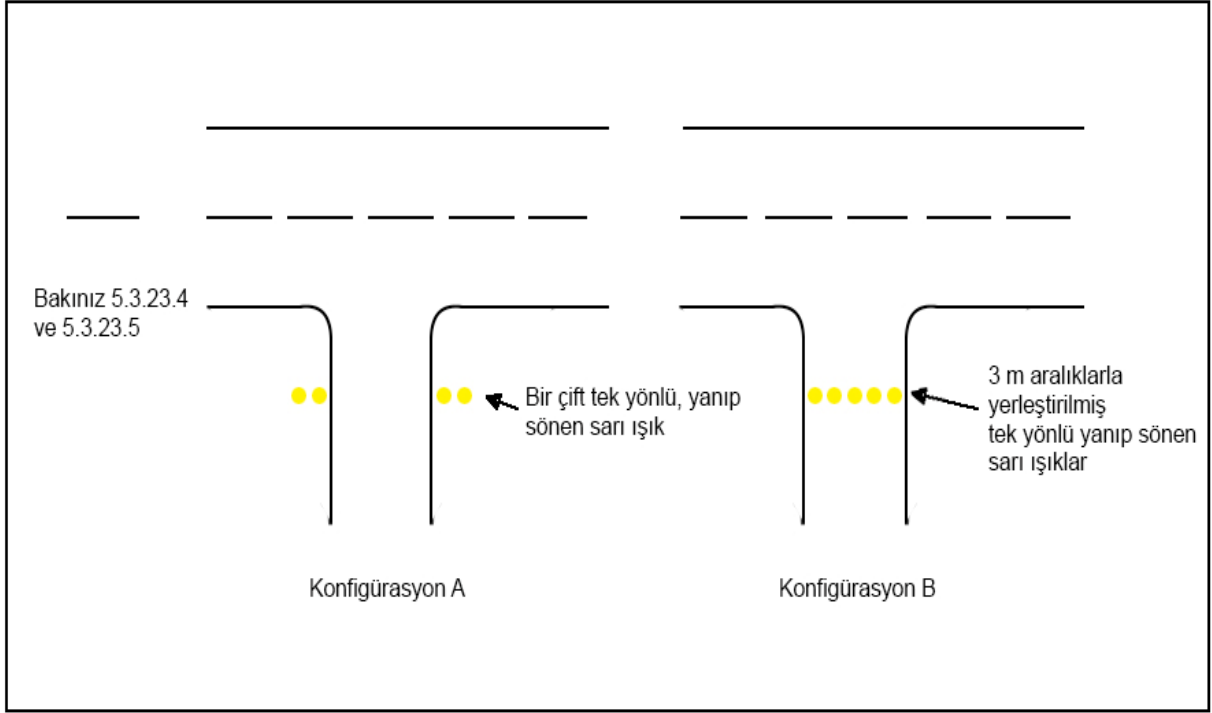 Bakınız 5.3.23.4
ve 5.3.23.5
Bir çift tek yönlü, yanıp
sönen sarı ışık
3 m aralıklarla
yerleştirilmiş
tek yönlü yanıp sönen
sarı ışıklar
Konfigürasyon A
Konfigürasyon B